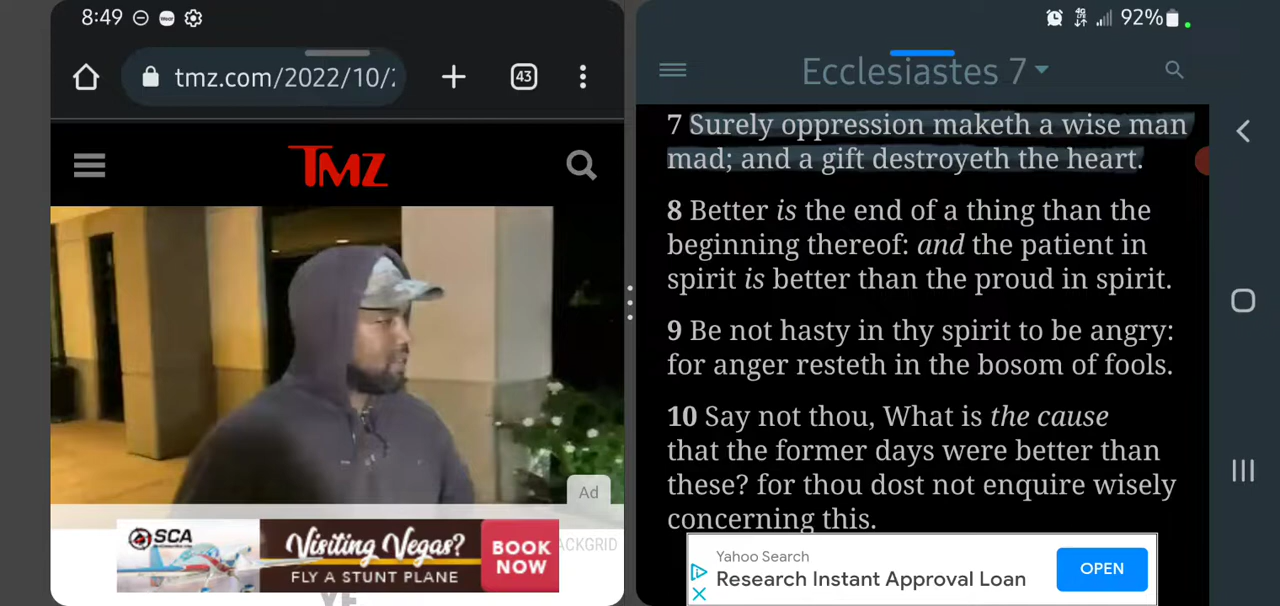 8:49
tmz.com/2022/10/
43
TMZ
Ad
SCA
Visiting Vegas?
FLY A STUNT PLANE
BOOK
NOW
ACKGRID
YE
92%
Ecclesiastes 7
7 Surely oppression maketh a wise man
mad; and a gift destroyeth the heart.
8 Better is the end of a thing than the
beginning thereof: and the patient in
spirit is better than the proud in spirit.
9 Be not hasty in thy spirit to be angry:
for anger resteth in the bosom of fools.
10 Say not thou, What is the cause
that the former days were better than
these? for thou dost not enquire wisely
concerning this.
Yahoo Search
Research Instant Approval Loan
OPEN